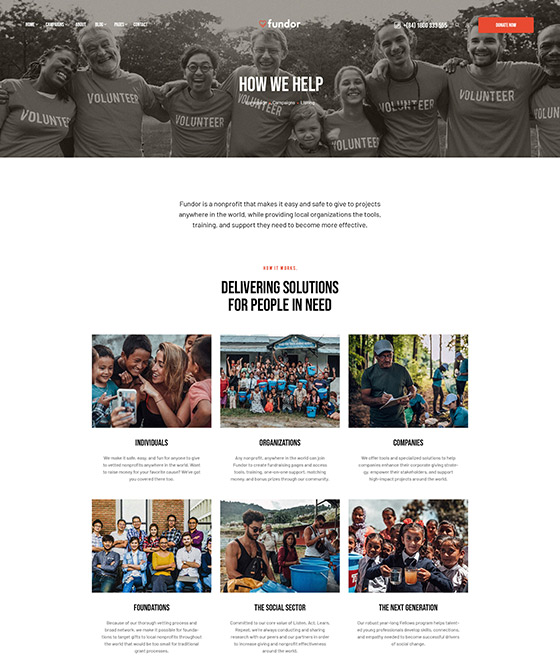 HOME CAMPAIGNS ABOUT BLOG PAGES CONTACT
fundor
+(84) 1800 333 555
DONATE NOW
VOLUNTEER
VOLUNTEER
VOLUNTEER
VOLUNTEER
VOLUNTEER
VOLUNTEER
VOLUNTEER
HOW WE HELP
Campaigns - Listing
Fundor is a nonprofit that makes it easy and safe to give to projects
anywhere in the world, while providing local organizations the tools,
training, and support they need to become more effective.
HOW IT WORKS.
DELIVERING SOLUTIONS
FOR PEOPLE IN NEED
INDIVIDUALS
We make it safe, easy, and fun for anyone to give
to vetted nonprofits anywhere in the world. Want
to raise money for your favorite cause? We've got
you covered there too.
ORGANIZATIONS
Any nonprofit, anywhere in the world can join
Fundor to create fundraising pages and access
tools, training, one-on-one support, matching
money, and bonus prizes through our community.
COMPANIES
We offer tools and specialized solutions to help
companies enhance their corporate giving strate-
gy, empower their stakeholders, and support
high-impact projects around the world.
FOUNDATIONS
Because of our thorough vetting process and
broad network, we make it possible for founda-
tions to target gifts to local nonprofits throughout
the world that would be too small for traditional
grant processes.
THE SOCIAL SECTOR
Committed to our core value of Listen, Act, Learn,
Repeat, we're always conducting and sharing
research with our peers and our partners in order
to increase giving and nonprofit effectiveness
around the world.
THE NEXT GENERATION
Our robust year-long Fellows program helps talent-
ed young professionals develop skills, connections,
and empathy needed to become successful drivers
of social change.